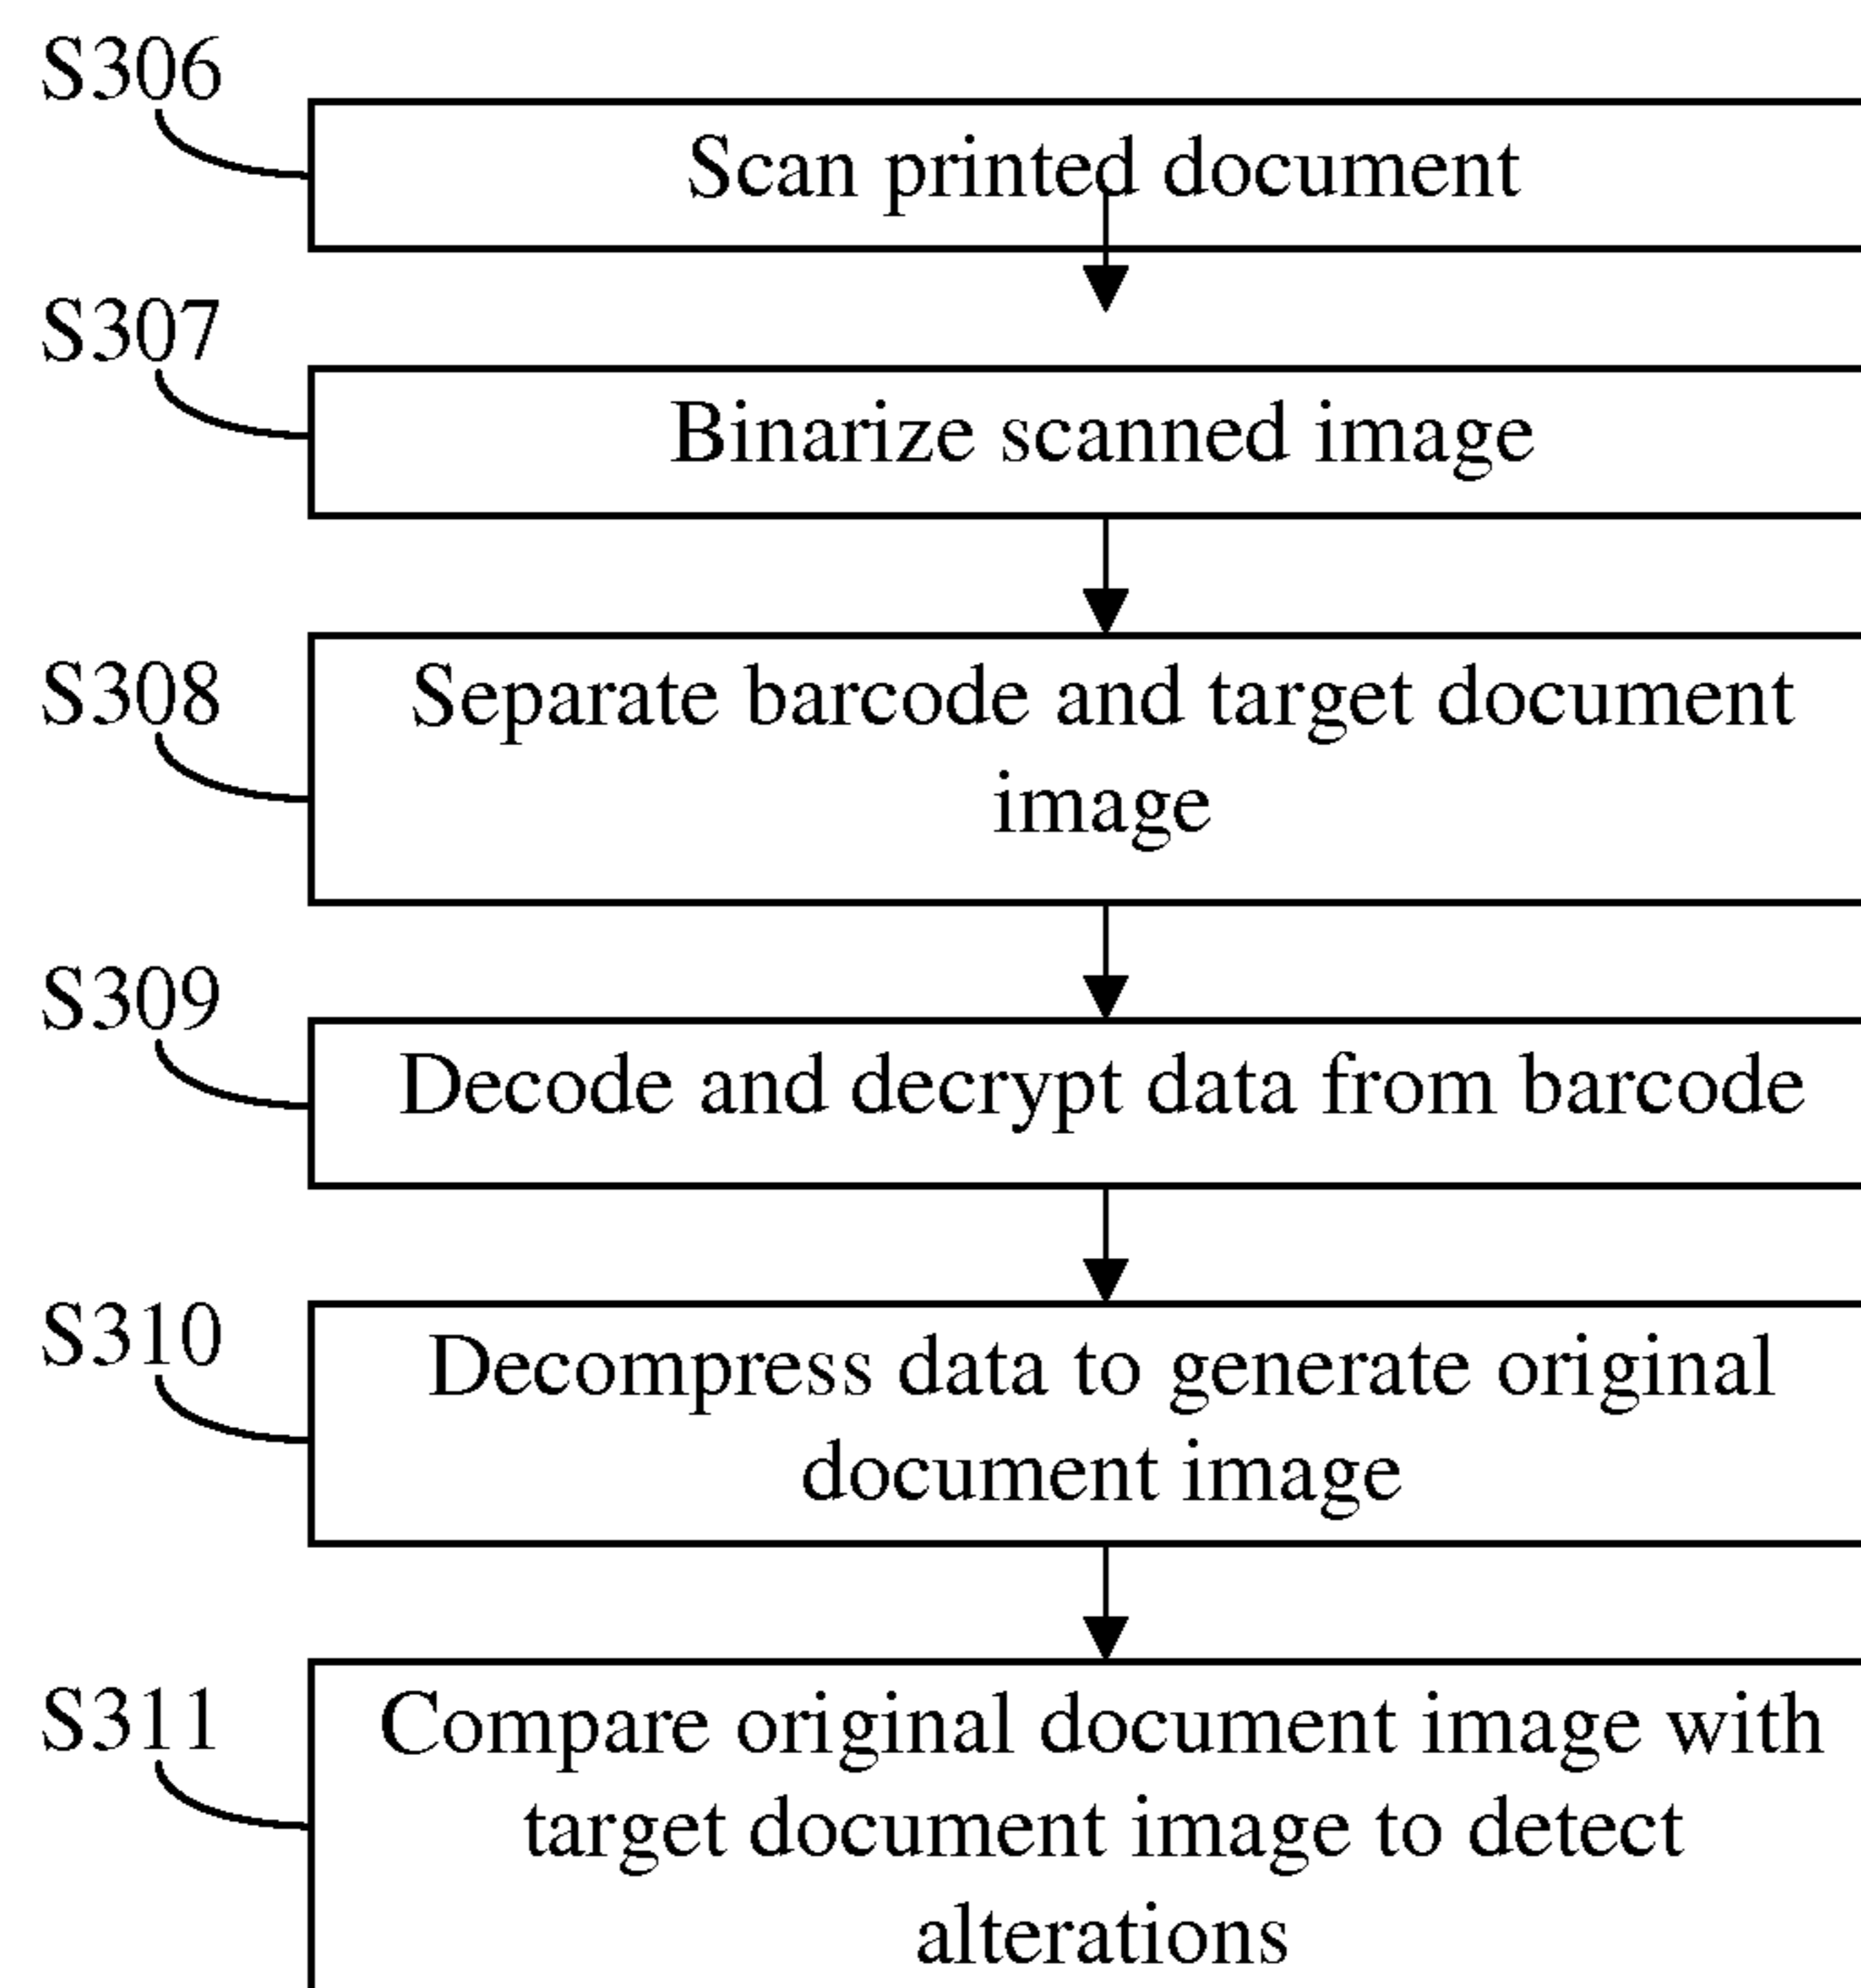 S306
Scan printed document
S307
Binarize scanned image
S308
Separate barcode and target document
image
S309
Decode and decrypt data from barcode
S310
Decompress data to generate original
document image
S311
Compare original document image with
target document image to detect
alterations